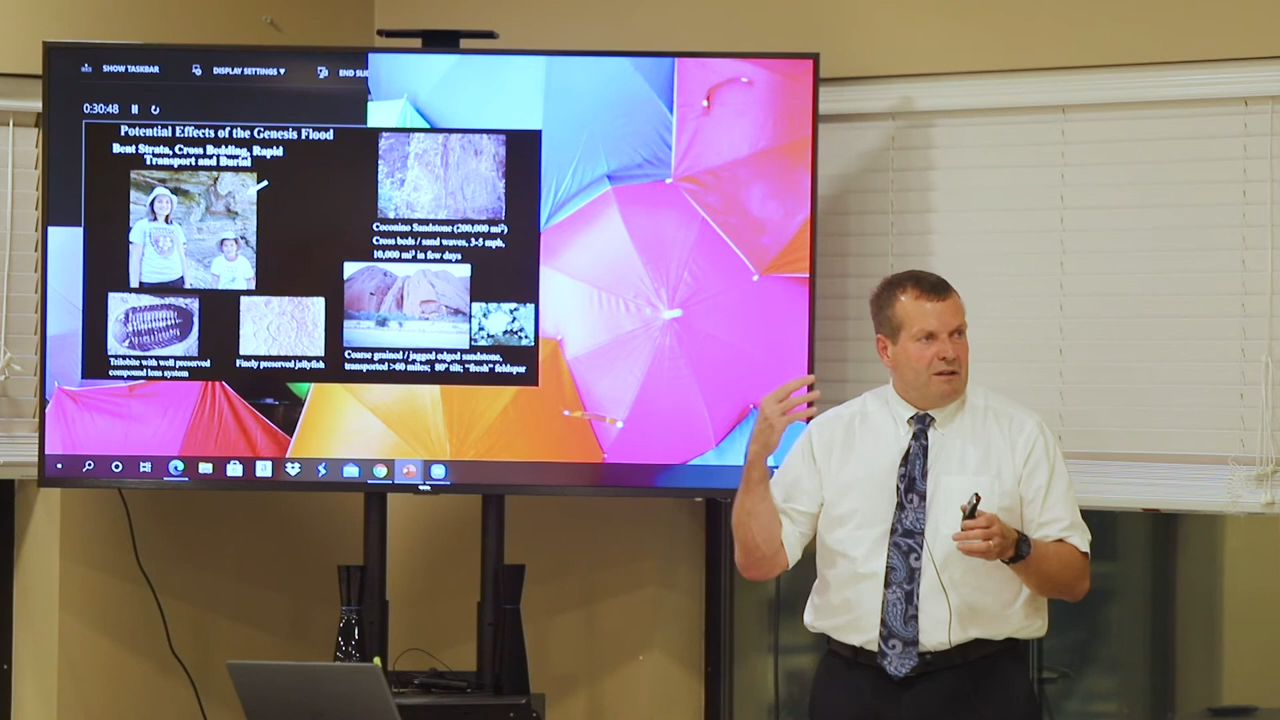 SHOW TASKBAR
DISPLAY SETTINGS ▼
END SLI
0:30:48
Potential Effects of the Genesis Flood
Bent Strata, Cross Bedding, Rapid
Transport and Burial
Coconino Sandstone (200,000 mi²)
Cross beds / sand waves, 3-5 mph,
10,000 mi³ in few days
Trilobite with well preserved
compound lens system
Finely preserved jellyfish
Coarse grained / jagged edged sandstone,
transported >60 miles; 80° tilt; "fresh" feldspar